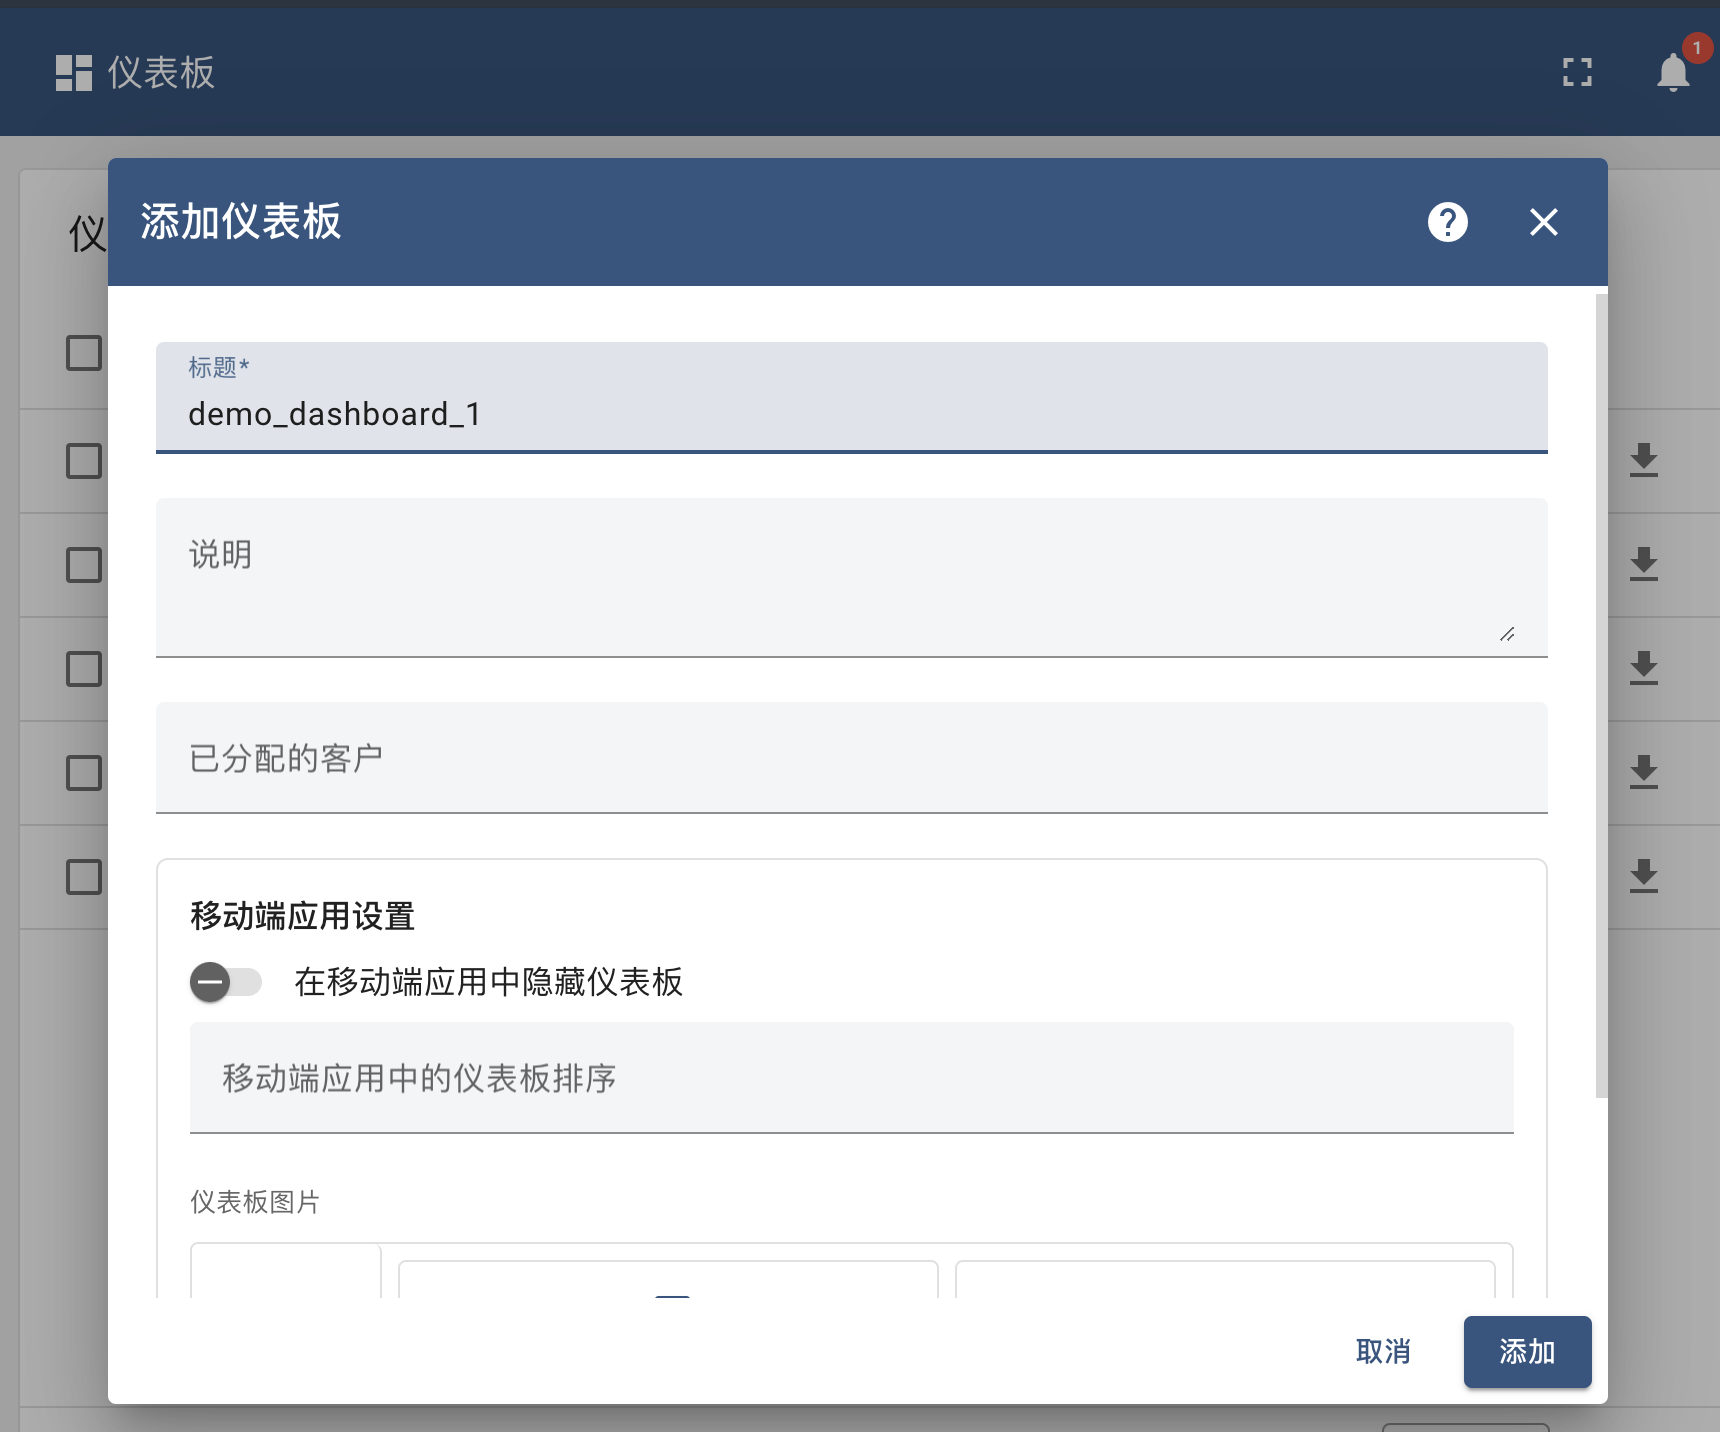 仪表板
1
仪
添加仪表板
?
标题*
demo_dashboard_1
说明
已分配的客户
移动端应用设置
在移动端应用中隐藏仪表板
移动端应用中的仪表板排序
仪表板图片
取消
添加